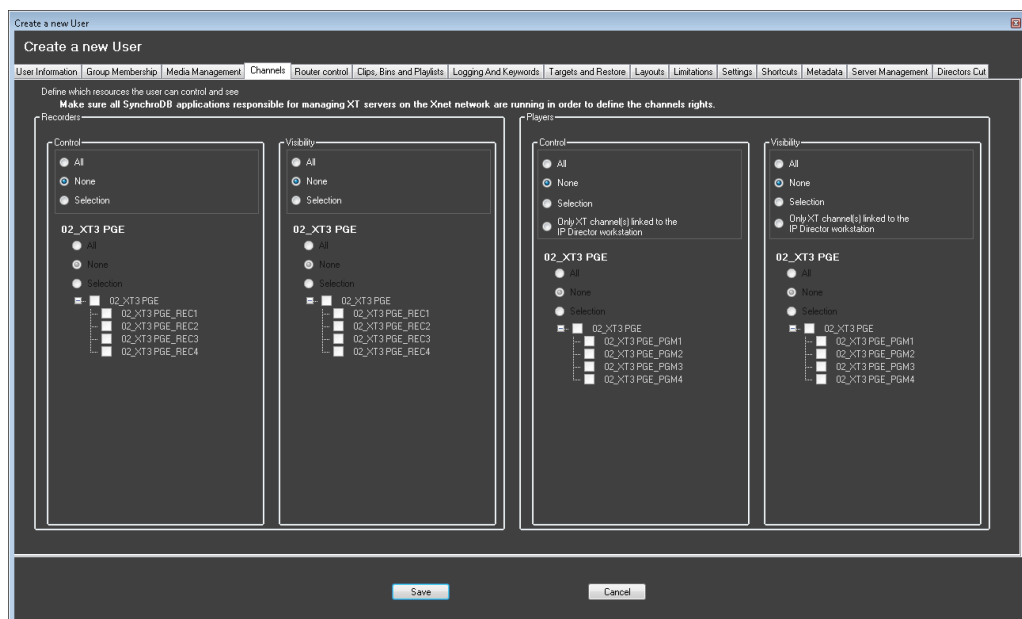 Create a new User
Create a new User
User Information Group Membership Media Management Channels Router control Clips, Bins and Playlists Logging And Keywords Targets and Restore Layouts Limitations Settings Shortcuts Metadata Server Management Directors Cut
Define which resources the user can control and see
Make sure all SynchroDB applications responsible for managing XT servers on the Xnet network are running in order to define the channels rights.
Recorders
Control
All
None
Selection
02_XT3 PGE
All
None
Selection
02_XT3 PGE
02_XT3 PGE_REC1
02_XT3 PGE_REC2
02_XT3 PGE_REC3
02_XT3 PGE_REC4
Visibility
All
None
Selection
02_XT3 PGE
All
None
Selection
02_XT3 PGE
02_XT3 PGE_REC1
02_XT3 PGE_REC2
02_XT3 PGE_REC3
02_XT3 PGE_REC4
Players
Control
All
None
Selection
Only XT channel(s) linked to the
IP Director workstation
02_XT3 PGE
All
None
Selection
02_XT3 PGE
02_XT3 PGE_PGM1
02_XT3 PGE_PGM2
02_XT3 PGE_PGM3
02_XT3 PGE_PGM4
Visibility
All
None
Selection
Only XT channel(s) linked to the
IP Director workstation
02_XT3 PGE
All
None
Selection
02_XT3 PGE
02_XT3 PGE_PGM1
02_XT3 PGE_PGM2
02_XT3 PGE_PGM3
02_XT3 PGE_PGM4
Save
Cancel